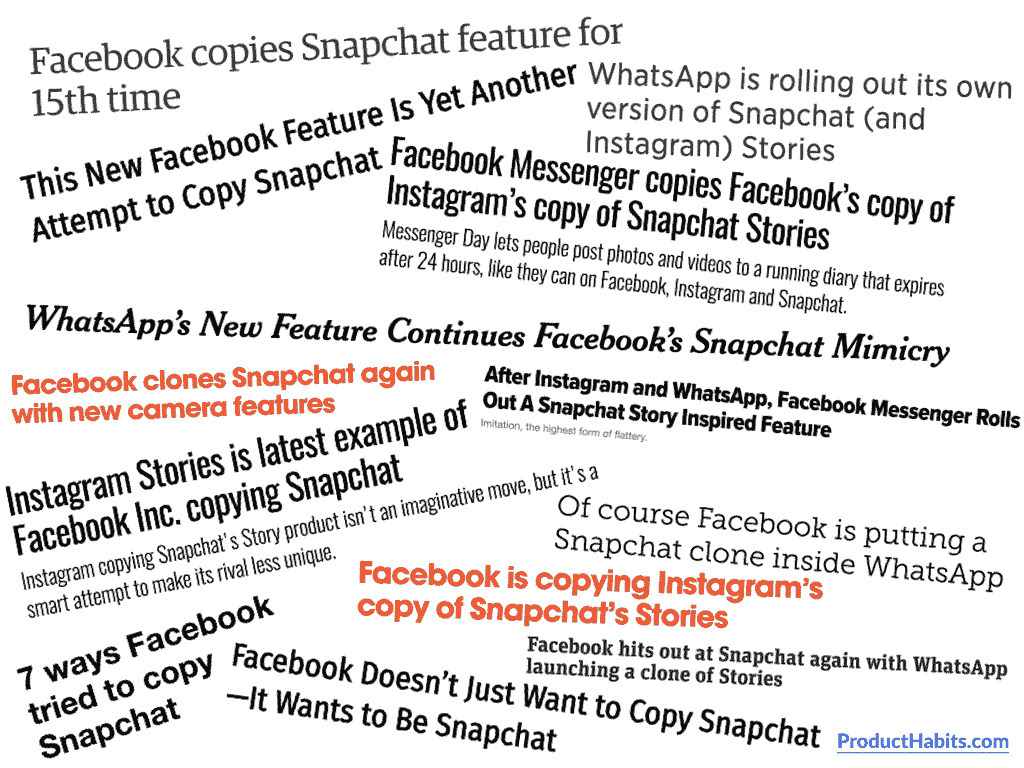 Facebook copies Snapchat feature for
15th time
This New Facebook Feature Is Yet Another
Attempt to Copy Snapchat
WhatsApp is rolling out its own
version of Snapchat (and
Instagram) Stories
Facebook Messenger copies Facebook's copy of
Instagram's copy of Snapchat Stories
Messenger Day lets people post photos and videos to a running diary that expires
after 24 hours, like they can on Facebook, Instagram and Snapchat.
WhatsApp's New Feature Continues Facebook's Snapchat Mimicry
Facebook clones Snapchat again
with new camera features
After Instagram and WhatsApp, Facebook Messenger Rolls
Out A Snapchat Story Inspired Feature
Imitation, the highest form of flattery.
Instagram Stories is latest example of
Facebook Inc. copying Snapchat
Instagram copying Snapchat's Story product isn't an imaginative move, but it's a
smart attempt to make its rival less unique.
Of course Facebook is putting a
Snapchat clone inside WhatsApp
Facebook is copying Instagram's
copy of Snapchat's Stories
7 ways Facebook
tried to copy
Snapchat
Facebook hits out at Snapchat again with WhatsApp
launching a clone of Stories
Facebook Doesn't Just Want to Copy Snapchat
—It Wants to Be Snapchat
ProductHabits.com